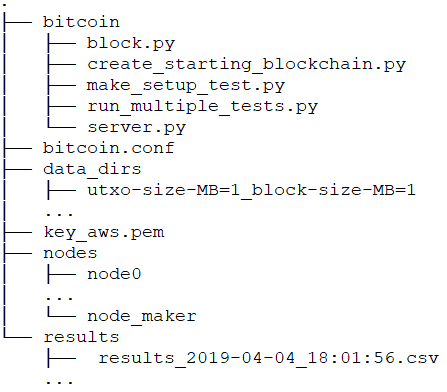 .
├── bitcoin
│   ├── block.py
│   ├── create_starting_blockchain.py
│   ├── make_setup_test.py
│   ├── run_multiple_tests.py
│   └── server.py
├── bitcoin.conf
├── data_dirs
│   ├── utxo-size-MB=1_block-size-MB=1
│   ...
├── key_aws.pem
├── nodes
│   ├── node0
│   ...
│   └── node_maker
└── results
    ├── results_2019-04-04_18:01:56.csv
    ...